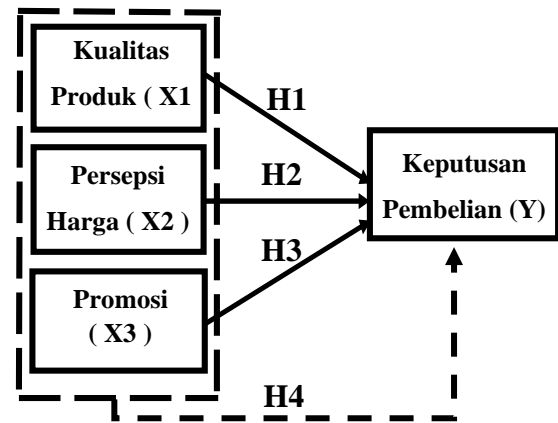 Kualitas
Produk ( X1
H1
Persepsi
Harga ( X2 )
H2
Keputusan
Pembelian (Y)
H3
Promosi
( X3 )
H4